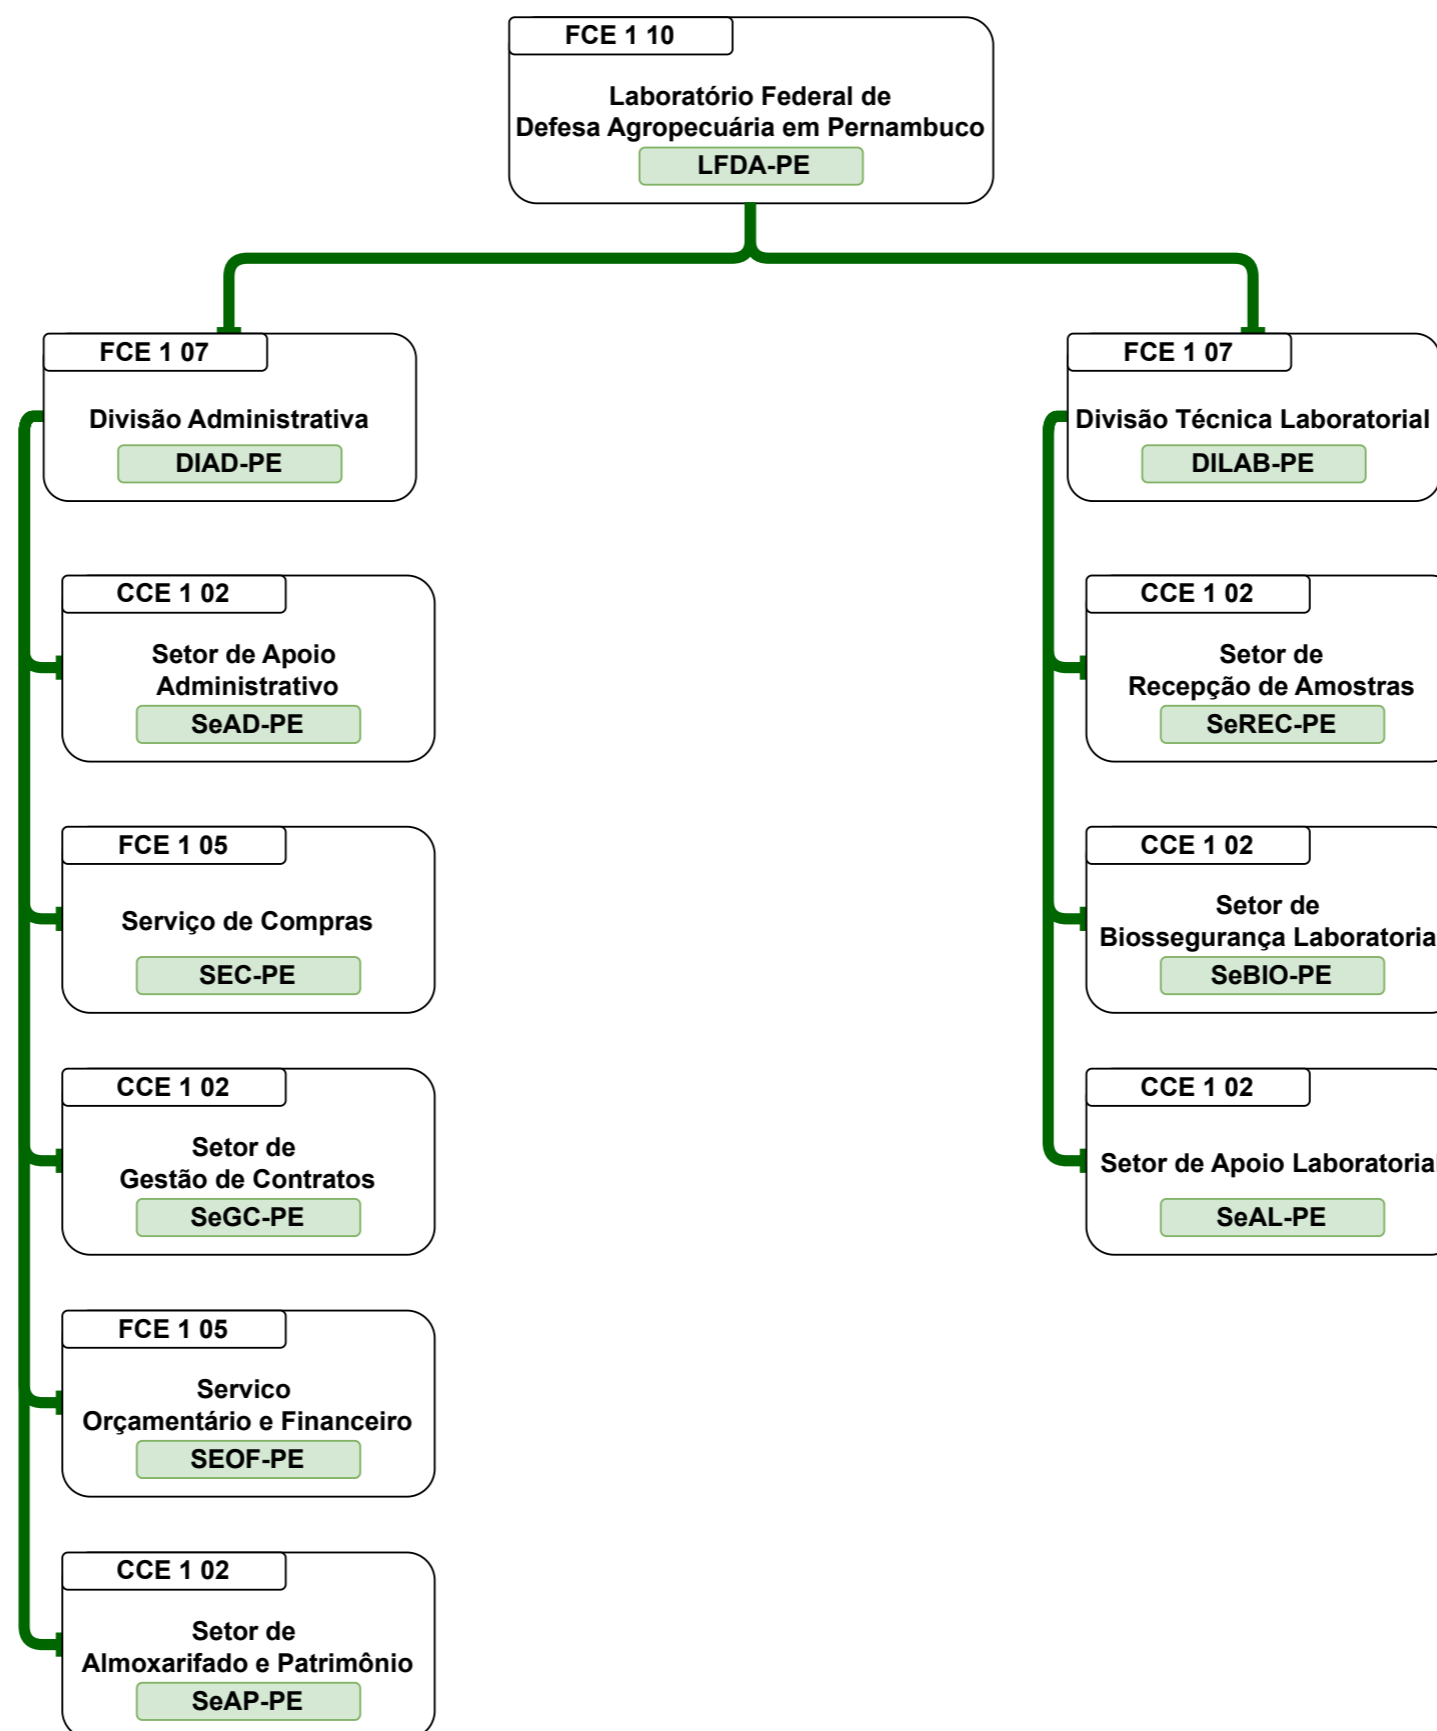 FCE 1 10
Laboratório Federal de
Defesa Agropecuária em Pernambuco
LFDA-PE
FCE 1 07
Divisão Administrativa
DIAD-PE
CCE 1 02
Setor de Apoio
Administrativo
SeAD-PE
FCE 1 05
Serviço de Compras
SEC-PE
CCE 1 02
Setor de
Gestão de Contratos
SeGC-PE
FCE 1 05
Servico
Orçamentário e Financeiro
SEOF-PE
CCE 1 02
Setor de
Almoxarifado e Patrimônio
SeAP-PE
FCE 1 07
Divisão Técnica Laboratorial
DILAB-PE
CCE 1 02
Setor de
Recepção de Amostras
SeREC-PE
CCE 1 02
Setor de
Biossegurança Laboratoria
SeBIO-PE
CCE 1 02
Setor de Apoio Laboratorial
SeAL-PE